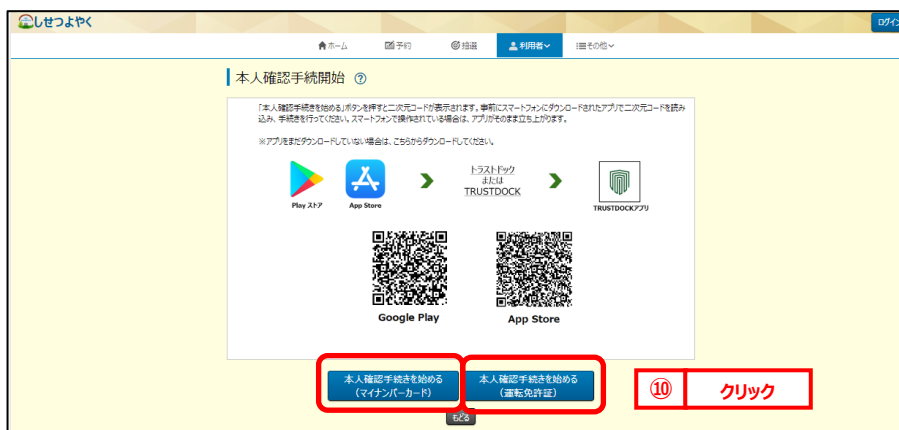 しせつよやく
ログイン
ホーム 予約 抽選 利用者 その他
本人確認手続開始 ?
「本人確認手続きを始める」ボタンを押すと二次元コードが表示されます。事前にスマートフォンにダウンロードされたアプリで二次元コードを読み
込み、手続きを行ってください。スマートフォンで操作されている場合は、アプリがそのまま立ち上がります。
※アプリをまだダウンロードしていない場合は、こちらからダウンロードしてください。
トラストドック
または
TRUSTDOCK
Play ストア App Store
TRUSTDOCKアプリ
Google Play App Store
本人確認手続きを始める
(マイナンバーカード)
本人確認手続きを始める
(運転免許証)
⑩ クリック
もどる